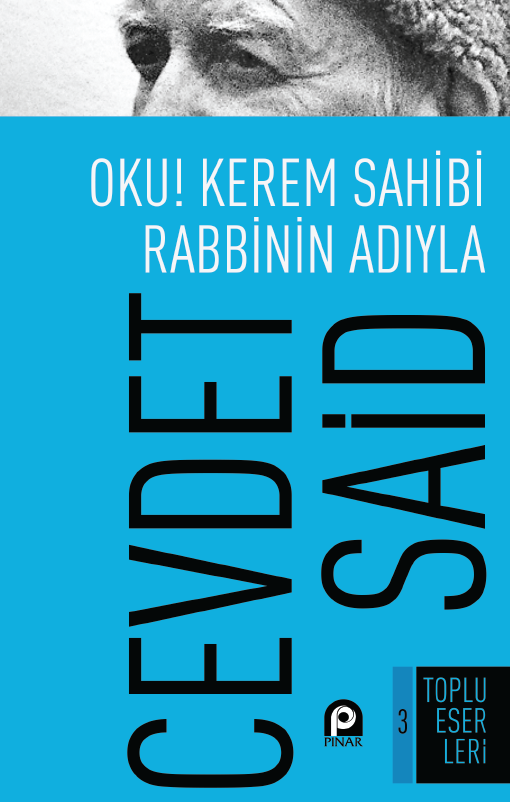 OKU! KEREM SAHİBİ
RABBİNİN ADIYLA
CEVDET
SAİD
PINAR
3
TOPLU
ESER
LERİ